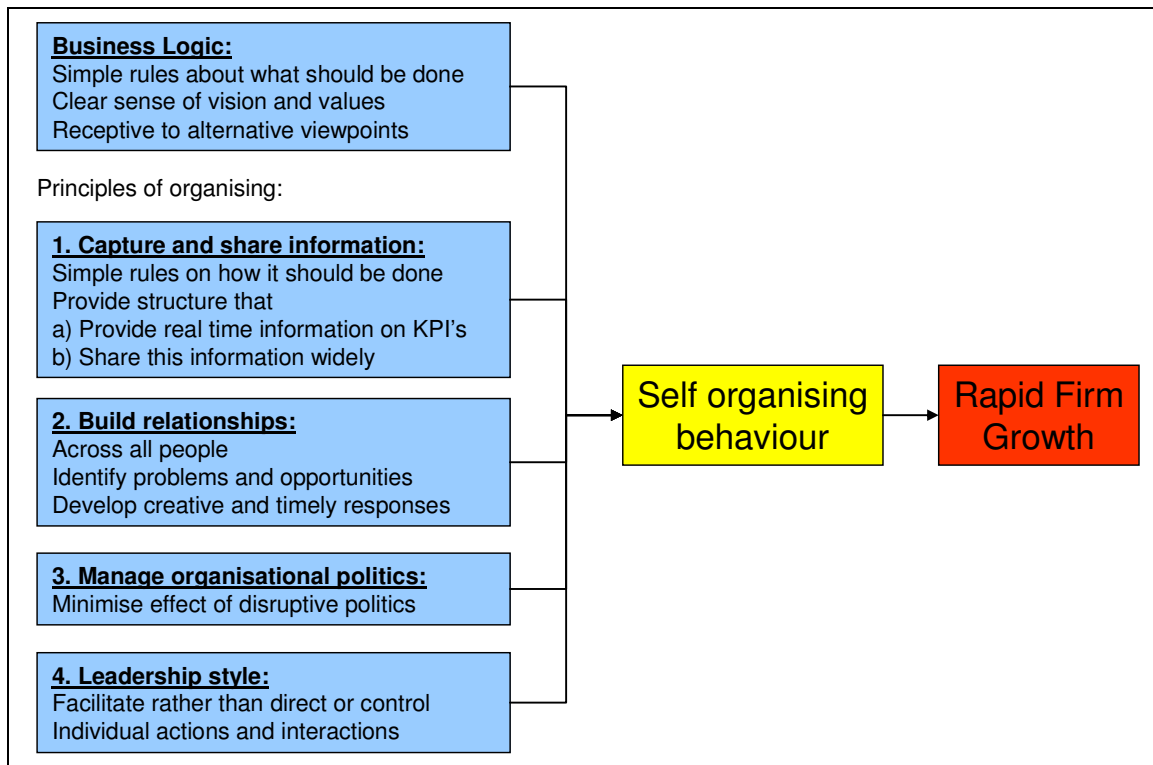 Business Logic:
Simple rules about what should be done
Clear sense of vision and values
Receptive to alternative viewpoints
Principles of organising:
1. Capture and share information:
Simple rules on how it should be done
Provide structure that
a) Provide real time information on KPI's
b) Share this information widely
2. Build relationships:
Across all people
Identify problems and opportunities
Develop creative and timely responses
3. Manage organisational politics:
Minimise effect of disruptive politics
4. Leadership style:
Facilitate rather than direct or control
Individual actions and interactions
Self organising
behaviour
Rapid Firm
Growth